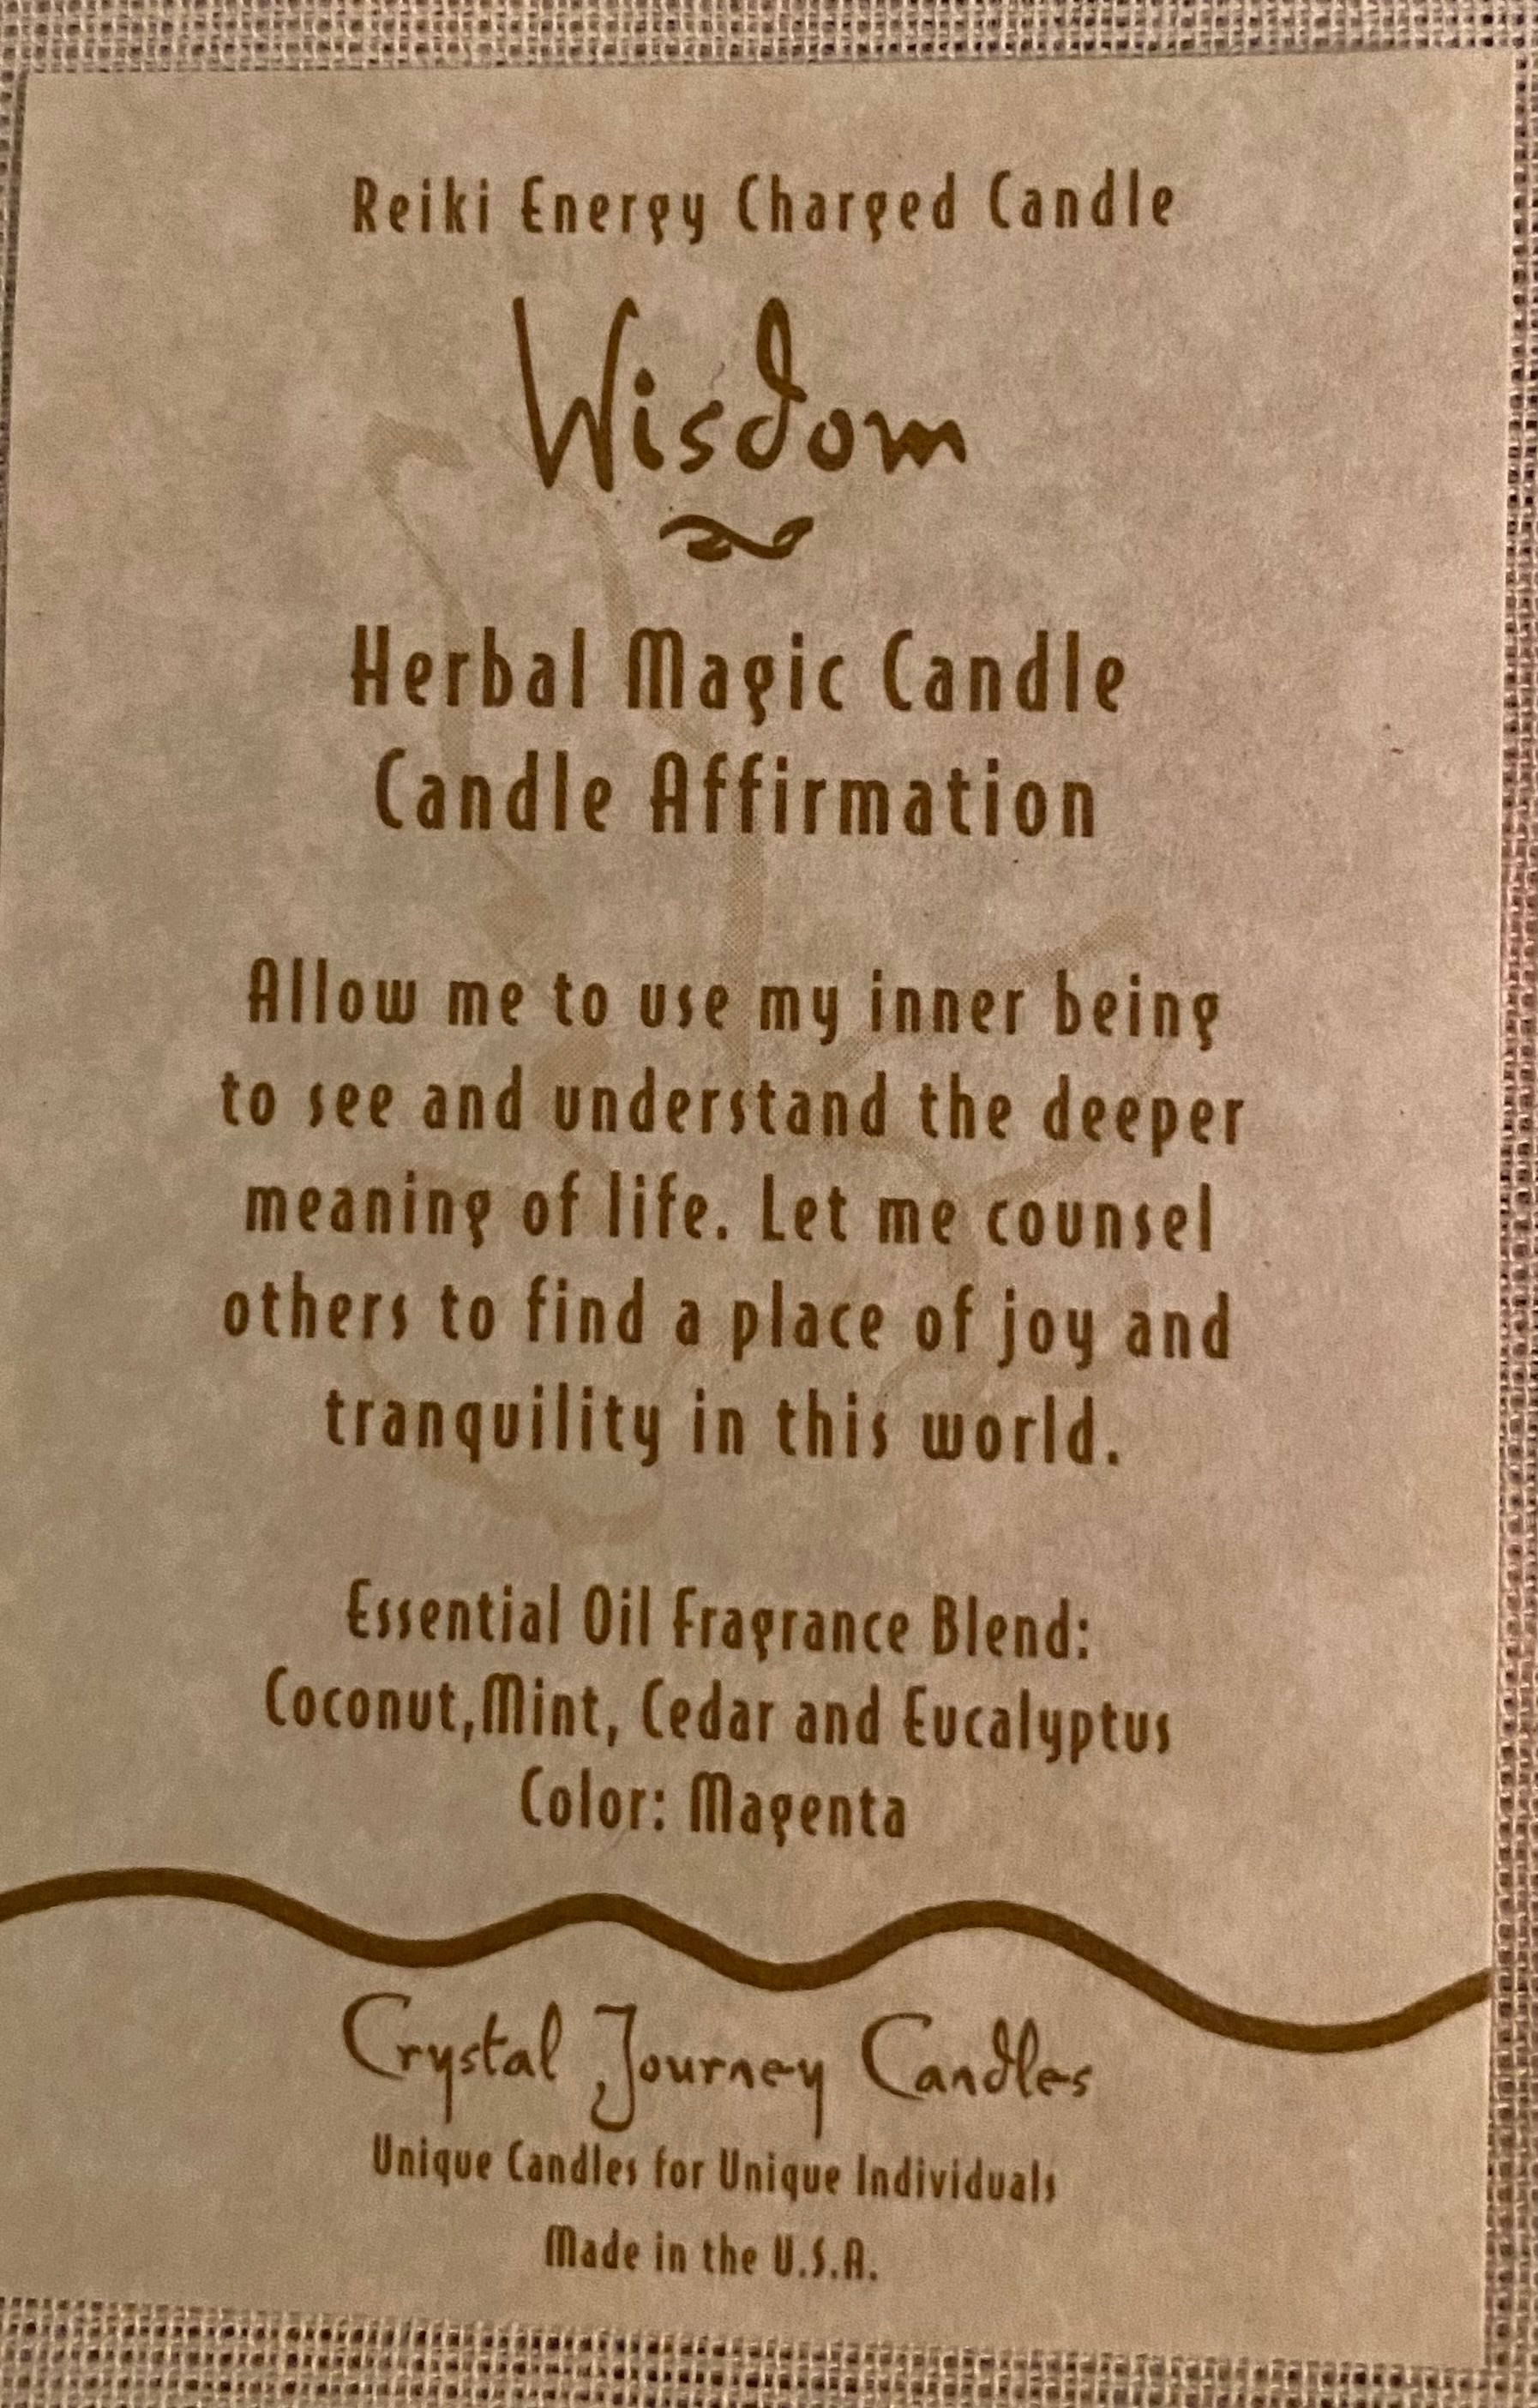 Reiki Energy Charged Candle
Wisdom
Herbal Magic Candle
Candle Affirmation
Allow me to use my inner being
to see and understand the deeper
meaning of life. Let me counsel
others to find a place of joy and
tranquility in this world.
Essential Oil Fragrance Blend:
Coconut,Mint, Cedar and Eucalyptus
Color: Magenta
Crystal Journey Candles
Unique Candles for Unique Individuals
Made in the U.S.A.